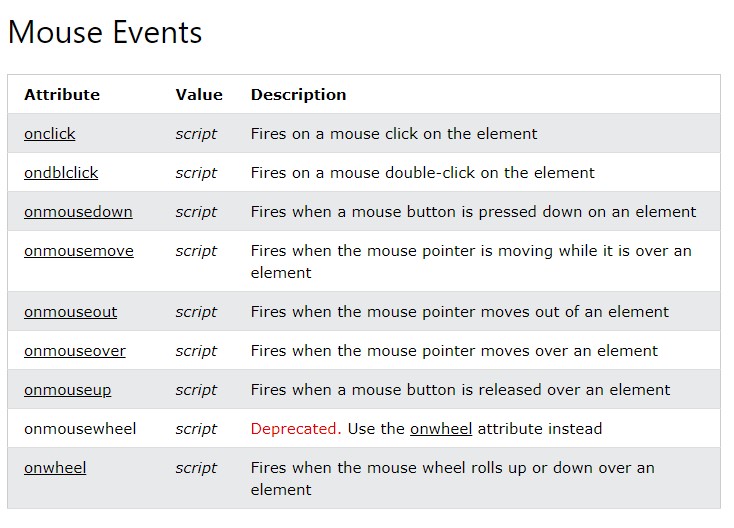 Mouse Events
Attribute Value Description
onclick script Fires on a mouse click on the element
ondblclick script Fires on a mouse double-click on the element
onmousedown script Fires when a mouse button is pressed down on an element
onmousemove script Fires when the mouse pointer is moving while it is over an
element
onmouseout script Fires when the mouse pointer moves out of an element
onmouseover script Fires when the mouse pointer moves over an element
onmouseup script Fires when a mouse button is released over an element
onmousewheel script Deprecated. Use the onwheel attribute instead
onwheel script Fires when the mouse wheel rolls up or down over an
element